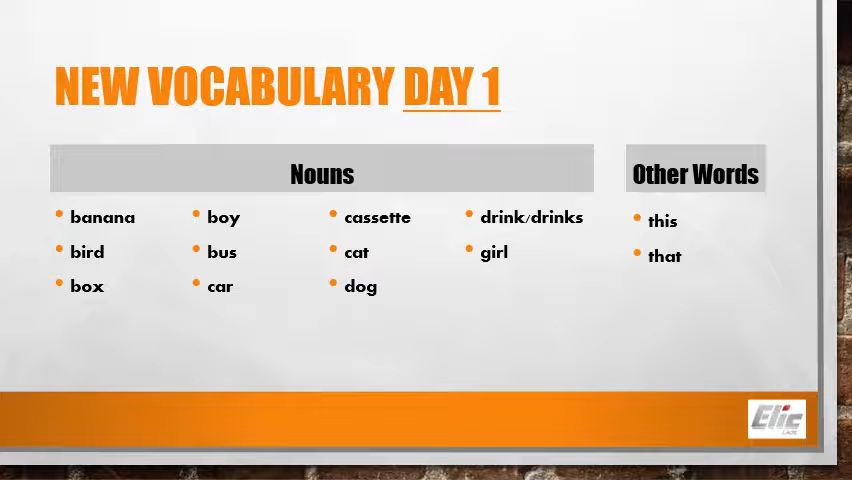 NEW VOCABULARY DAY 1
Nouns
banana
bird
box
boy
bus
car
cassette
cat
dog
drink/drinks
girl
Other Words
this
that
Elic